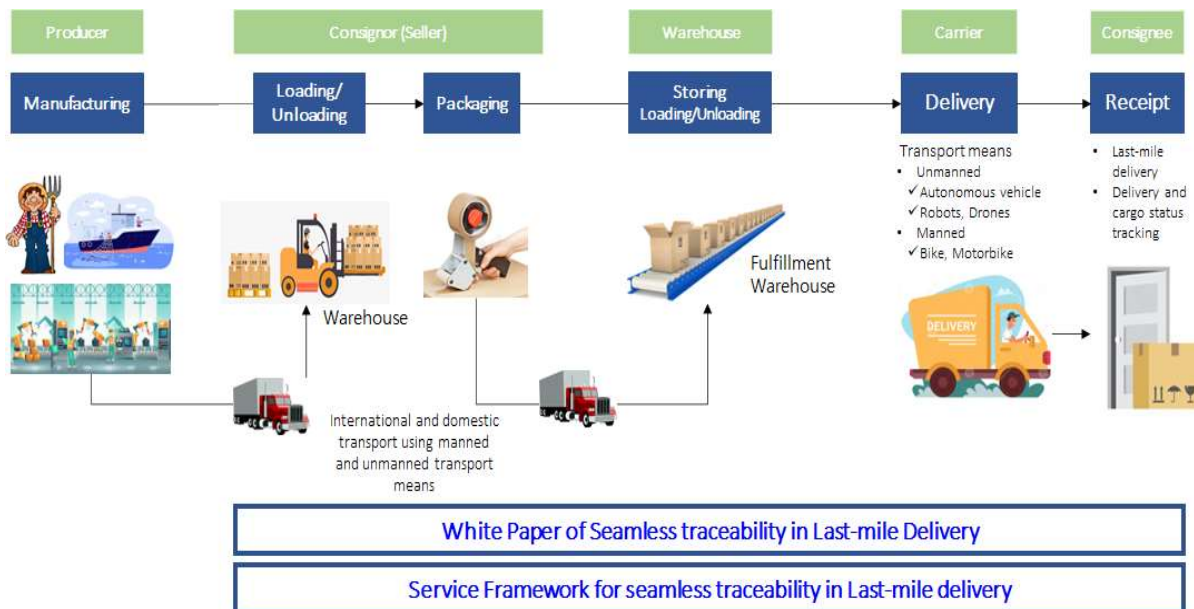 Producer
Consignor (Seller)
Warehouse
Carrier
Consignee
Manufacturing
Loading/
Unloading
Packaging
Storing
Loading/Unloading
Delivery
Receipt
Transport means
• Unmanned
✓Autonomous vehicle
✓Robots, Drones
• Manned
✓Bike, Motorbike
• Last-mile
delivery
• Delivery and
cargo status
tracking
Warehouse
Fulfillment
Warehouse
DELIVERY
International and domestic
transport using manned
and unmanned transport
means
White Paper of Seamless traceability in Last-mile Delivery
Service Framework for seamless traceability in Last-mile delivery